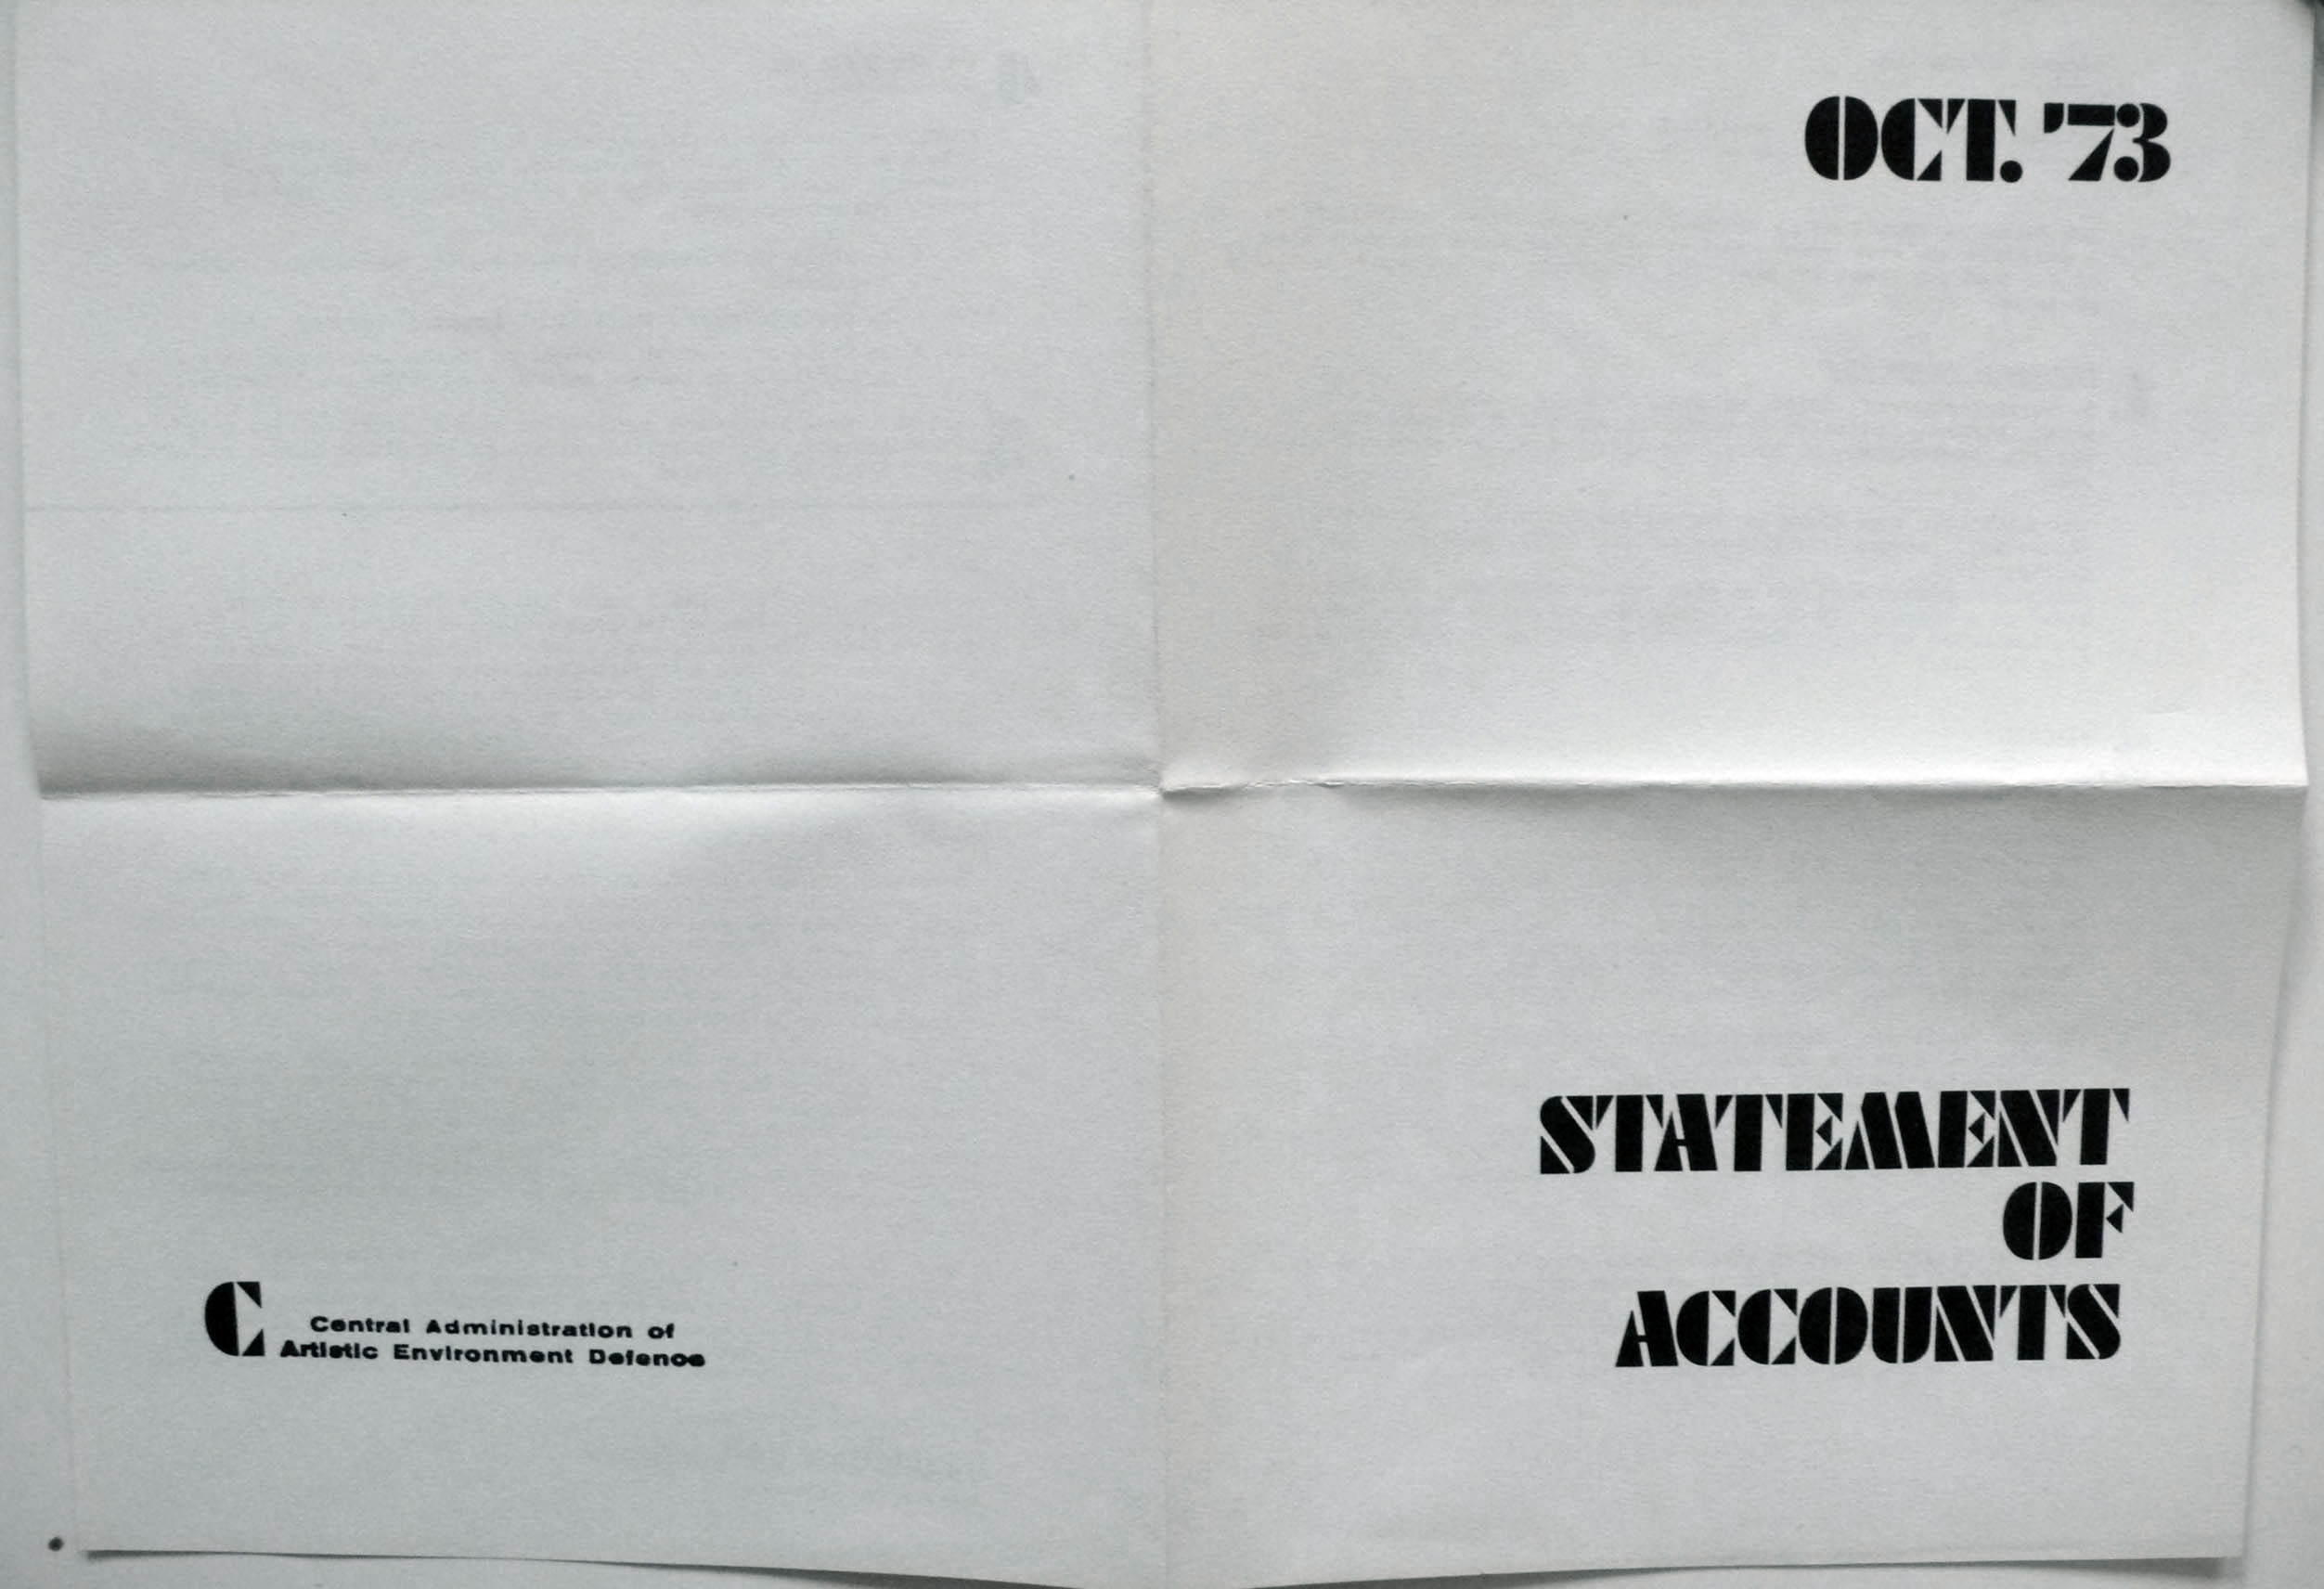 OCT. '73
STATEMENT
OF
ACCOUNTS
C
Central Administration of
Artistic Environment Defence